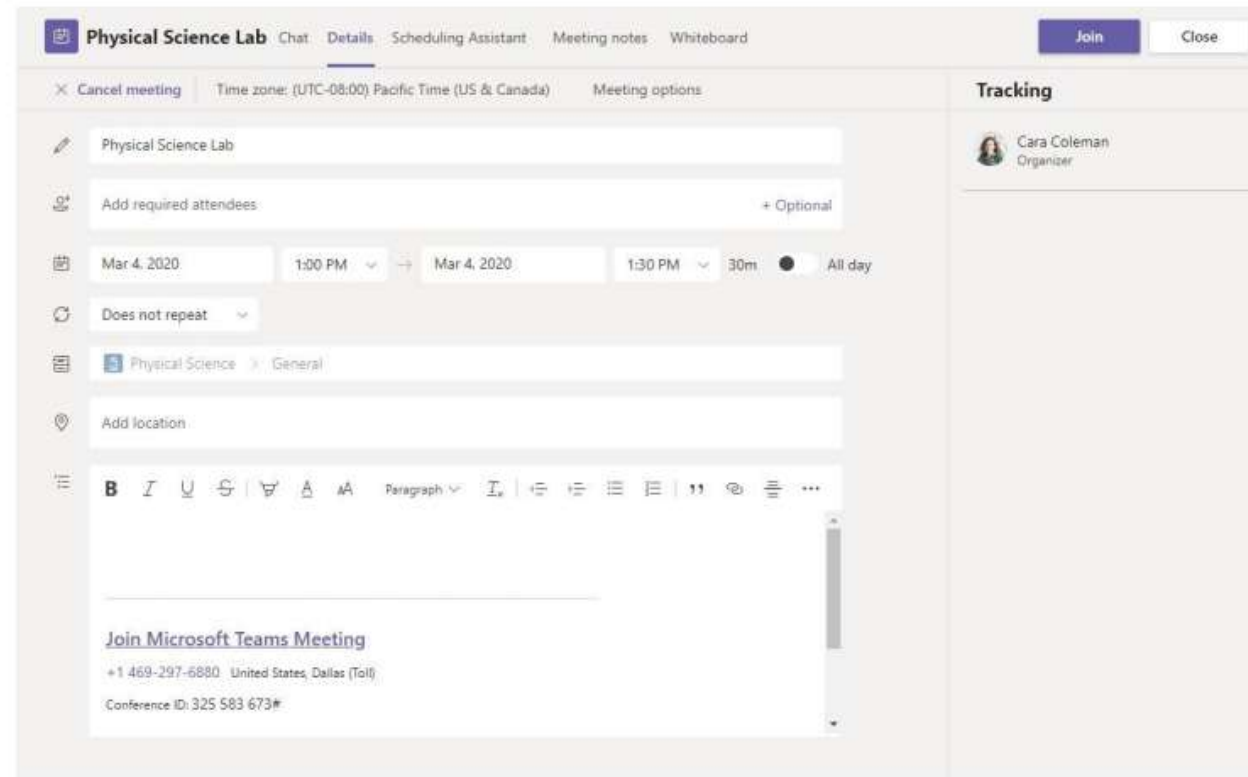 Physical Science Lab Chat Details Scheduling Assistant Meeting notes Whiteboard Join Close
Cancel meeting Time zone: (UTC-08:00) Pacific Time (US & Canada) Meeting options
Tracking
Physical Science Lab
Cara Coleman
Organizer
Add required attendees + Optional
Mar 4, 2020 1:00 PM → Mar 4, 2020 1:30 PM 30m All day
Does not repeat
Physical Science > General
Add location
B I U S A AA Paragraph Ix
Join Microsoft Teams Meeting
+1 469-297-6880 United States, Dallas (Toll)
Conference ID: 325 583 673#